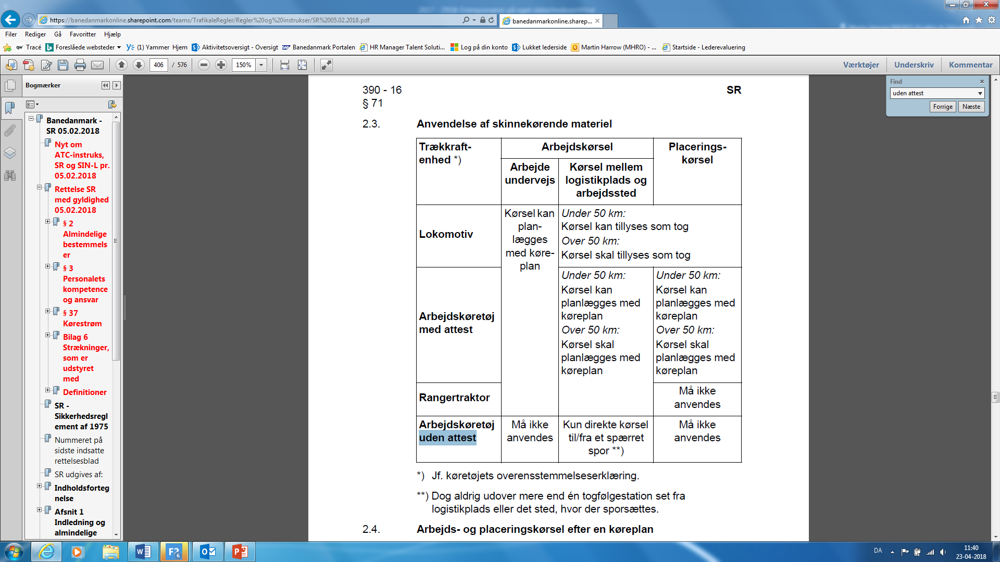 https://banedanmarkonline.sharepoint.com/teams/TrafikaleRegler/Regler%20og%20instrukser/SR%2005.02.2018.pdf
banedanmarkonline.sharep...
Filer Rediger Gå Favoritter Hjælp
Tracé Foreslåede websteder (1) Yammer Hjem Aktivitetsoversigt - Oversigt Banedanmark Portalen HR Manager Talent Soluti... Log på din konto Lukket lederside Martin Harrow (MHRO) - ... Startside - Lederevaluering
406 / 576 150% Værktøjer Underskriv Kommentar
Bogmærker
Banedanmark -
SR 05.02.2018
Nyt om
ATC-instruks,
SR og SIN-L pr.
05.02.2018
Rettelse SR
med gyldighed
05.02.2018
§ 2
Almindelige
bestemmels
er
§ 3
Personalets
kompetence
og ansvar
§ 37
Kørestrøm
Bilag 6
Strækninger,
som er
udstyret
med
Definitioner
SR -
Sikkerhedsregl
ement af 1975
Nummeret på
sidste indsatte
rettelsesblad
SR udgives af:
Indholdsforteg
nelse
Afsnit 1
Indledning og
almindelige
390 - 16 SR
§ 71
2.3. Anvendelse af skinnekørende materiel
Trækkraft-
enhed *)
Arbejdskørsel
Placerings-
kørsel
Arbejde
undervejs
Kørsel mellem
logistikplads og
arbejdssted
Lokomotiv
Kørsel kan
plan-
lægges
med køre-
plan
Under 50 km:
Kørsel kan tillyses som tog
Over 50 km:
Kørsel skal tillyses som tog
Arbejdskøretøj
med attest
Under 50 km:
Kørsel kan
planlægges med
køreplan
Over 50 km:
Kørsel skal
planlægges med
køreplan
Under 50 km:
Kørsel kan
planlægges med
køreplan
Over 50 km:
Kørsel skal
planlægges med
køreplan
Rangertraktor
Må ikke
anvendes
Arbejdskøretøj
uden attest
Må ikke
anvendes
Kun direkte kørsel
til/fra et spærret
spor **)
Må ikke
anvendes
*) Jf. køretøjets overensstemmelseserklæring.
**) Dog aldrig udover mere end én togfølgestation set fra
logistikplads eller det sted, hvor der sporsættes.
2.4. Arbejds- og placeringskørsel efter en køreplan
Find
uden attest
Forrige Næste
DA
11:40
23-04-2018